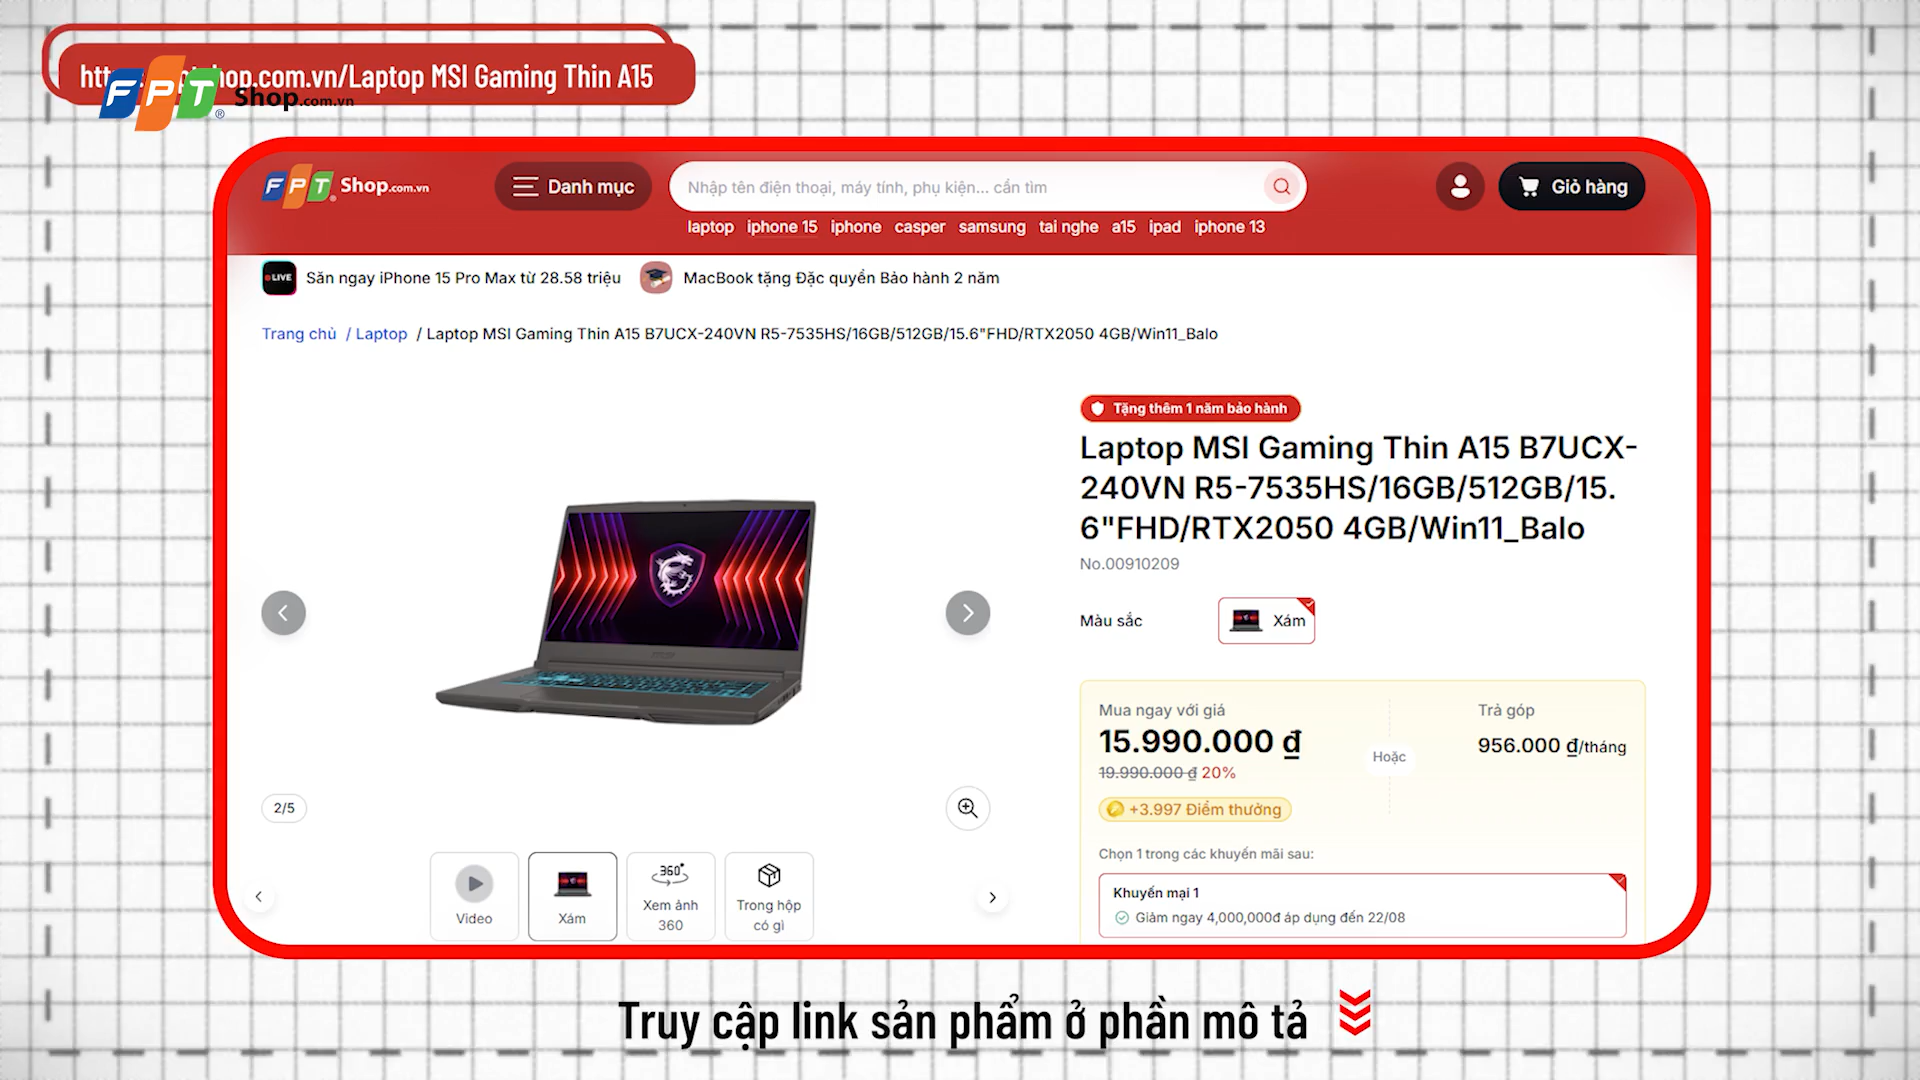 shop.com.vn/Laptop MSI Gaming Thin A15
FPT® Shop.com.vn
FPT. Shop.com.vn
Danh mục
Nhập tên điện thoại, máy tính, phụ kiện... cần tìm
Giỏ hàng
laptop iphone 15 iphone casper samsung tai nghe a15 ipad iphone 13
LIVE
Săn ngay iPhone 15 Pro Max từ 28.58 triệu
MacBook tặng Đặc quyền Bảo hành 2 năm
Trang chủ / Laptop / Laptop MSI Gaming Thin A15 B7UCX-240VN R5-7535HS/16GB/512GB/15.6"FHD/RTX2050 4GB/Win11_Balo
Tặng thêm 1 năm bảo hành
Laptop MSI Gaming Thin A15 B7UCX-
240VN R5-7535HS/16GB/512GB/15.
6"FHD/RTX2050 4GB/Win11_Balo
No.00910209
Màu sắc
Xám
Mua ngay với giá
15.990.000 ₫
19.990.000 ₫ 20%
Hoặc
Trả góp
956.000 ₫/tháng
+3.997 Điểm thưởng
Chọn 1 trong các khuyến mãi sau:
Khuyến mại 1
Giảm ngay 4,000,000đ áp dụng đến 22/08
2/5
Video
Xám
360°
Xem ảnh
360
Trong hộp
có gì
Truy cập link sản phẩm ở phần mô tả